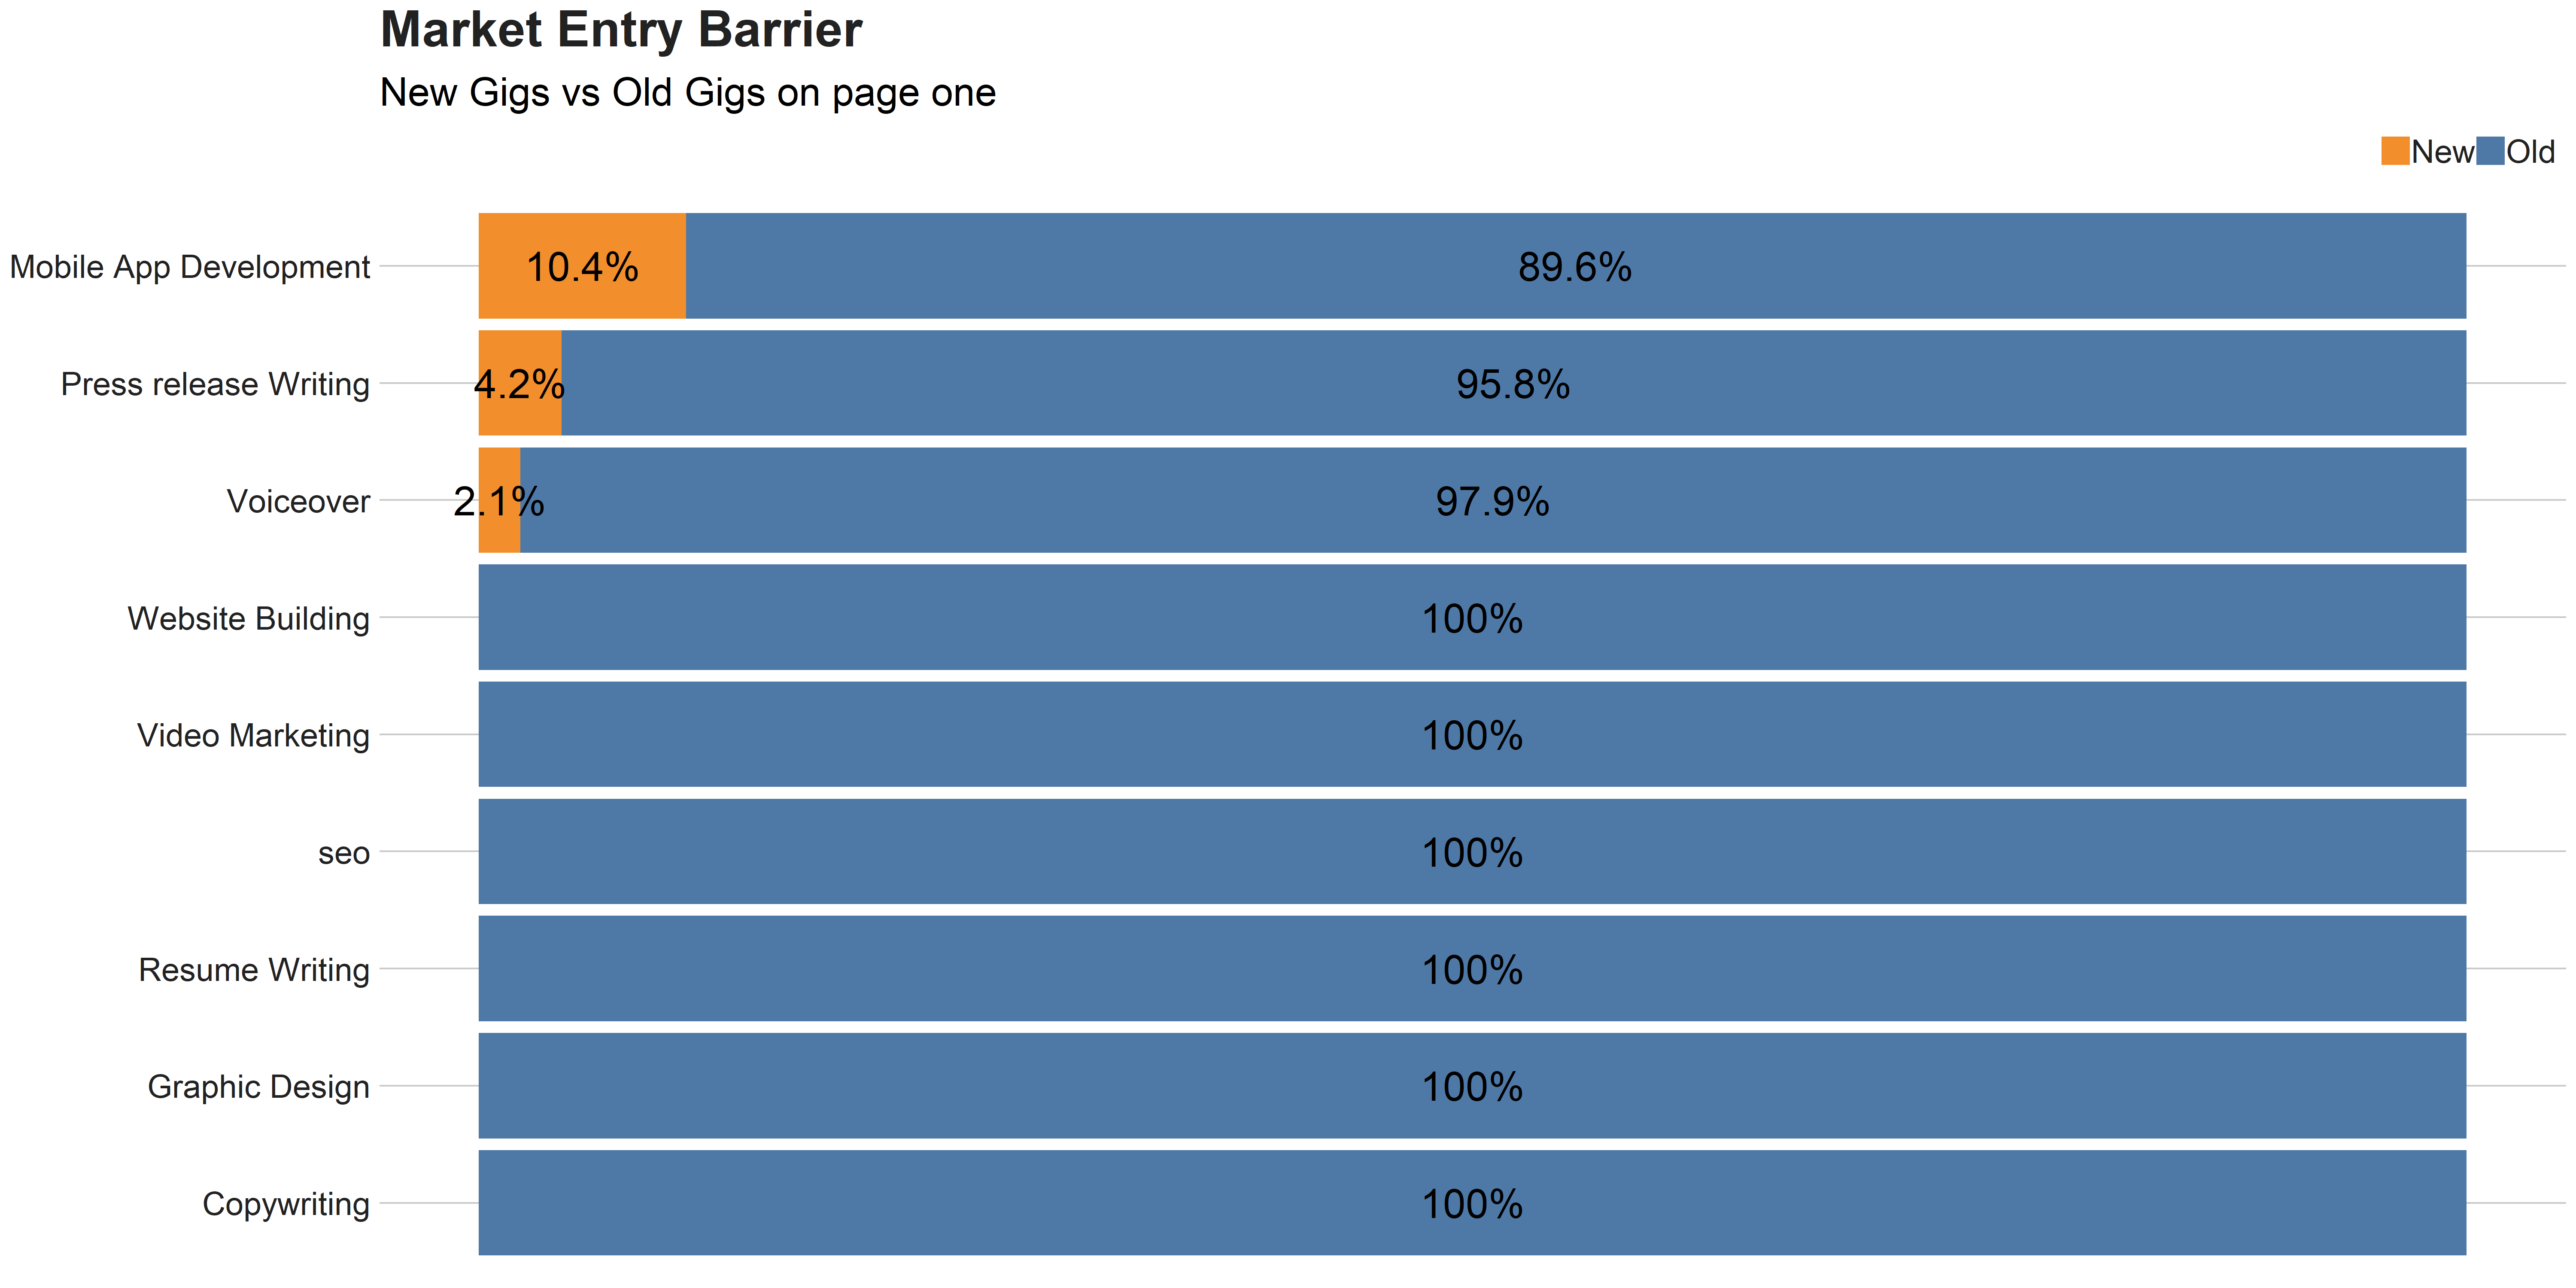 Market Entry Barrier
New Gigs vs Old Gigs on page one
New Old
Mobile App Development 10.4% 89.6%
Press release Writing 4.2% 95.8%
Voiceover 2.1% 97.9%
Website Building 100%
Video Marketing 100%
seo 100%
Resume Writing 100%
Graphic Design 100%
Copywriting 100%